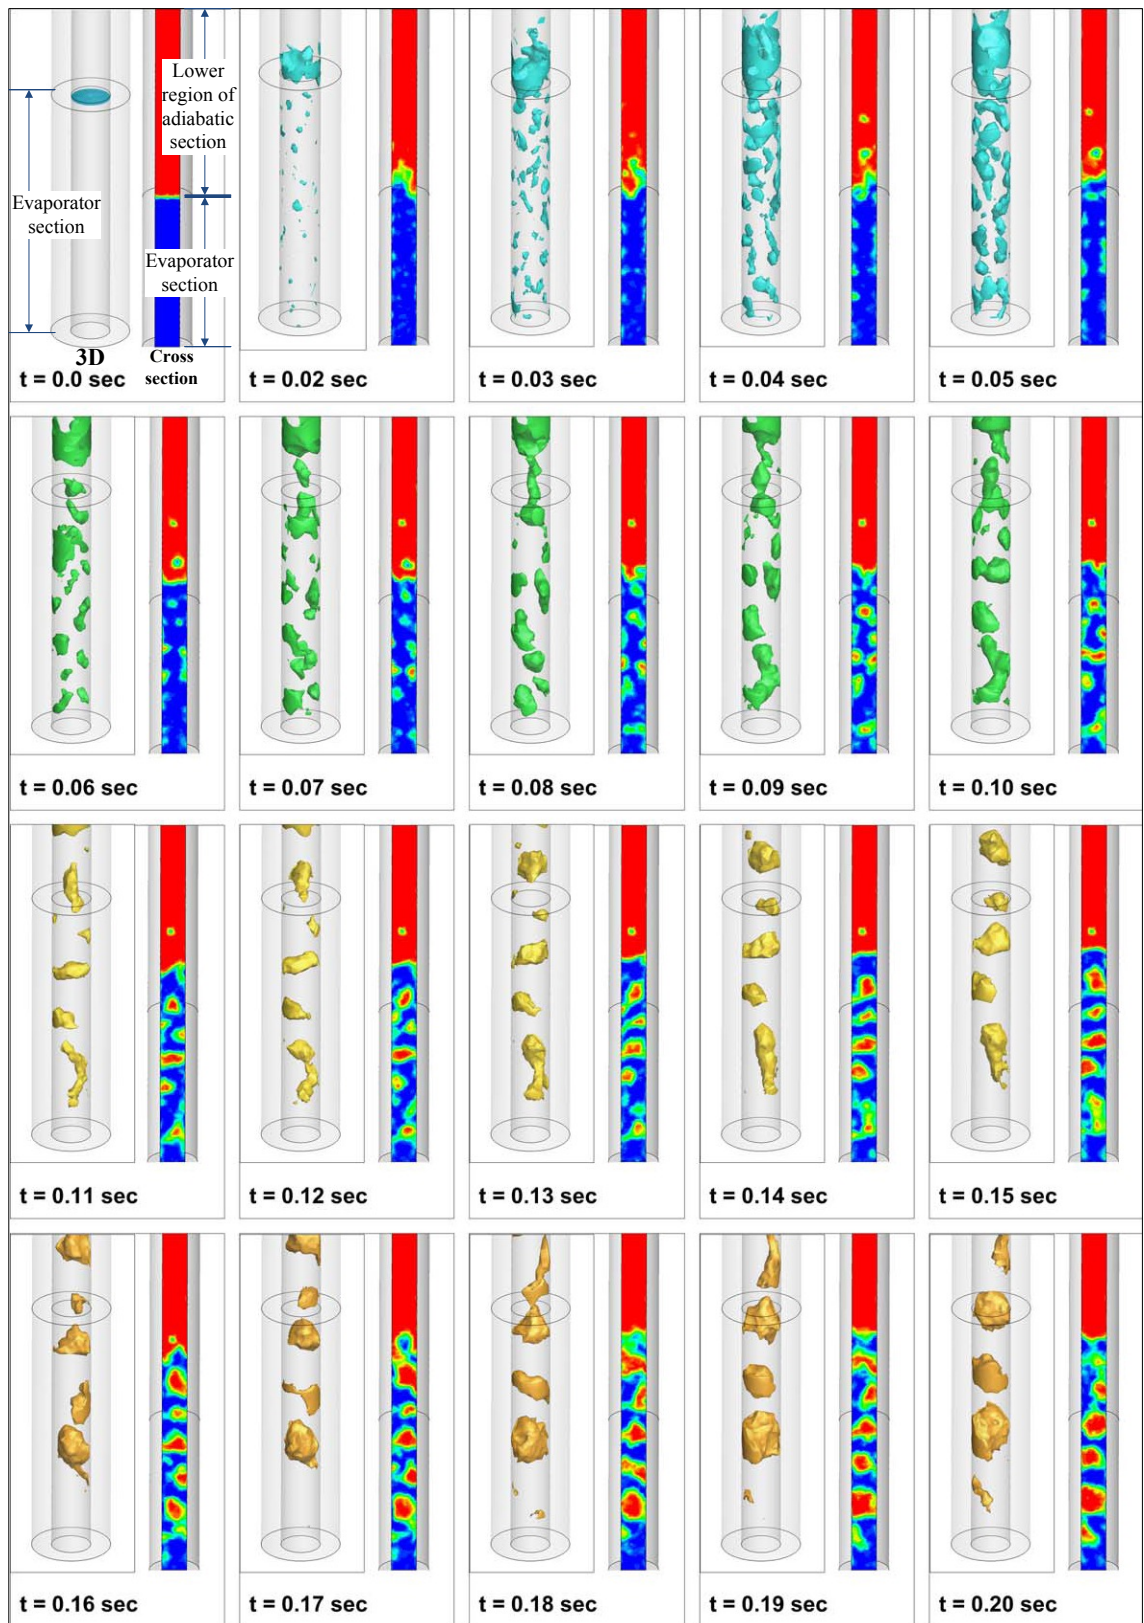 Lower
region of
adiabatic
section
Evaporator
section
Evaporator
section
3D
Cross
section
t = 0.0 sec
t = 0.02 sec
t = 0.03 sec
t = 0.04 sec
t = 0.05 sec
t = 0.06 sec
t = 0.07 sec
t = 0.08 sec
t = 0.09 sec
t = 0.10 sec
t = 0.11 sec
t = 0.12 sec
t = 0.13 sec
t = 0.14 sec
t = 0.15 sec
t = 0.16 sec
t = 0.17 sec
t = 0.18 sec
t = 0.19 sec
t = 0.20 sec